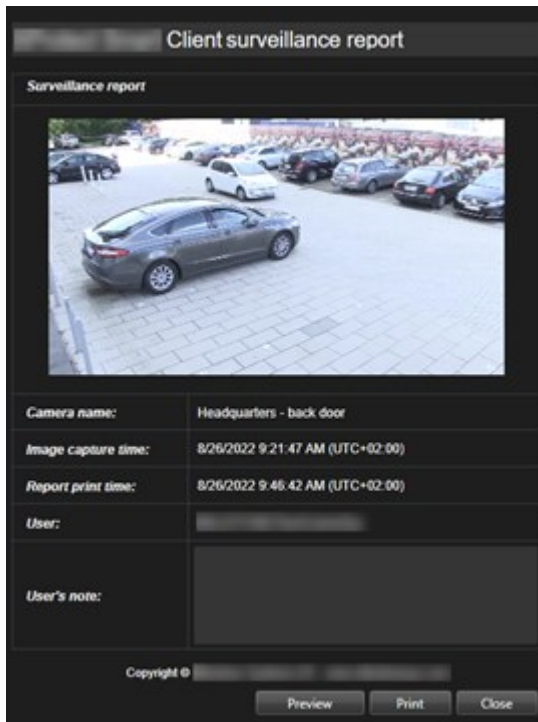 Client surveillance report
Surveillance report
Camera name: Headquarters - back door
Image capture time: 8/26/2022 9:21:47 AM (UTC+02:00)
Report print time: 8/26/2022 9:46:42 AM (UTC+02:00)
User:
User's note:
Copyright ©
Preview Print Close